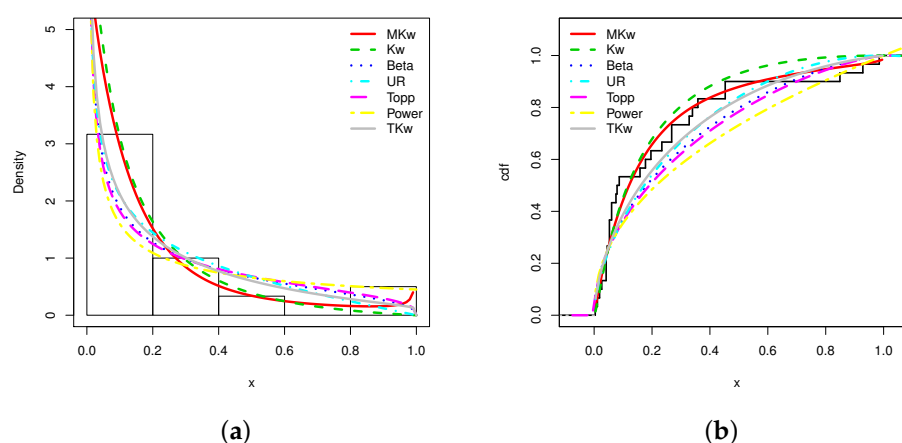 MKw
Kw
Beta
UR
Topp
Power
TKw
Density
0
1
2
3
4
5
0.0 0.2 0.4 0.6 0.8 1.0
x
(a)
MKw
Kw
Beta
UR
Topp
Power
TKw
cdf
0.0
0.2
0.4
0.6
0.8
1.0
0.0 0.2 0.4 0.6 0.8 1.0
x
(b)